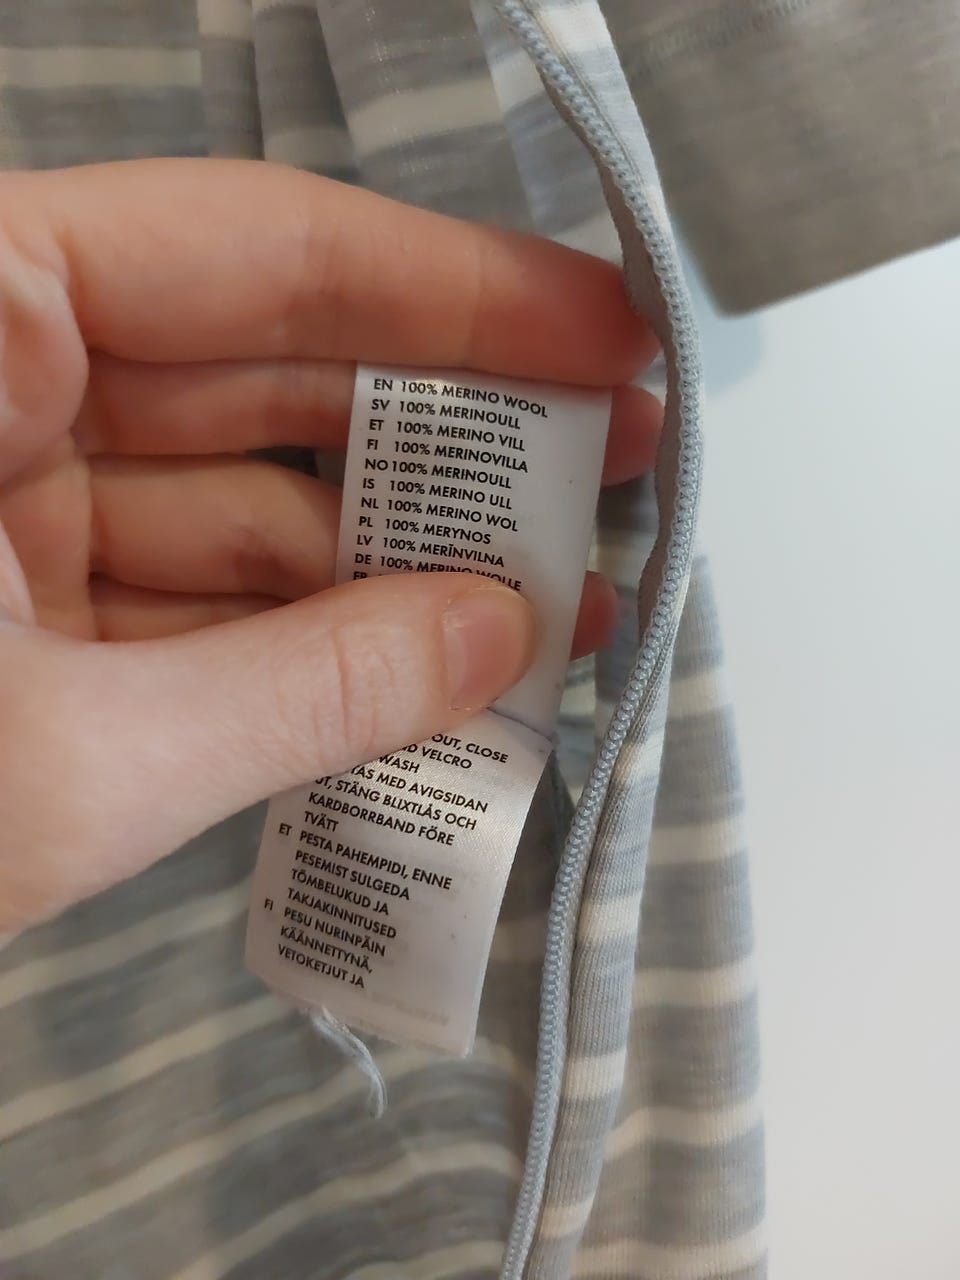 EN 100% MERINO WOOL
SV 100% MERINOULL
ET 100% MERINO VILL
FI 100% MERINOVILLA
NO 100% MERINOULL
IS 100% MERINO ULL
NL 100% MERINO WOL
PL 100% MERYNOS
LV 100% MERĪNVILNA
DE 100% MERINO WOLLE
OUT, CLOSE
VELCRO
WASH
MED AVIGSIDAN
UT, STÄNG BLIXTLÅS OCH
KARDBORRBAND FÖRE
TVÄTT
ET PESTA PAHEMPIDI, ENNE
PESEMIST SULGEDA
TÕMBELUKUD JA
TAKJAKINNITUSED
FI PESU NURINPÄIN
KÄÄNNETTYNÄ,
VETOKETJUT JA